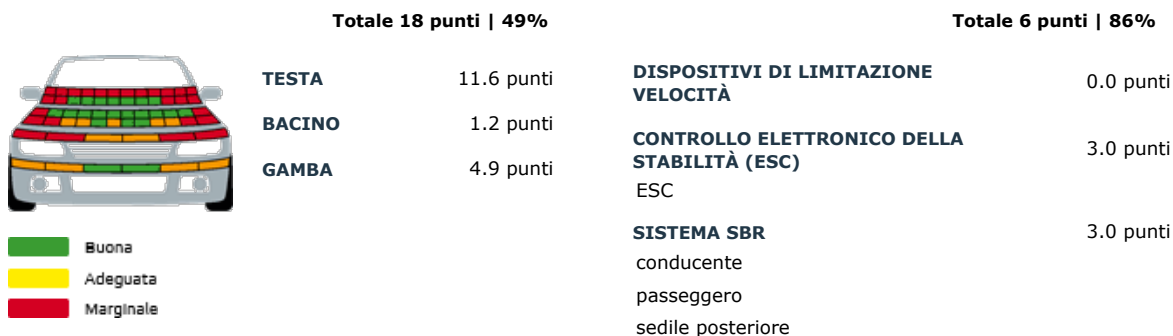 Totale 18 punti | 49%
TESTA 11.6 punti
BACINO 1.2 punti
GAMBA 4.9 punti
Buona
Adeguata
Marginale
Totale 6 punti | 86%
DISPOSITIVI DI LIMITAZIONE
VELOCITÀ 0.0 punti
CONTROLLO ELETTRONICO DELLA
STABILITÀ (ESC) 3.0 punti
ESC
SISTEMA SBR 3.0 punti
conducente
passeggero
sedile posteriore